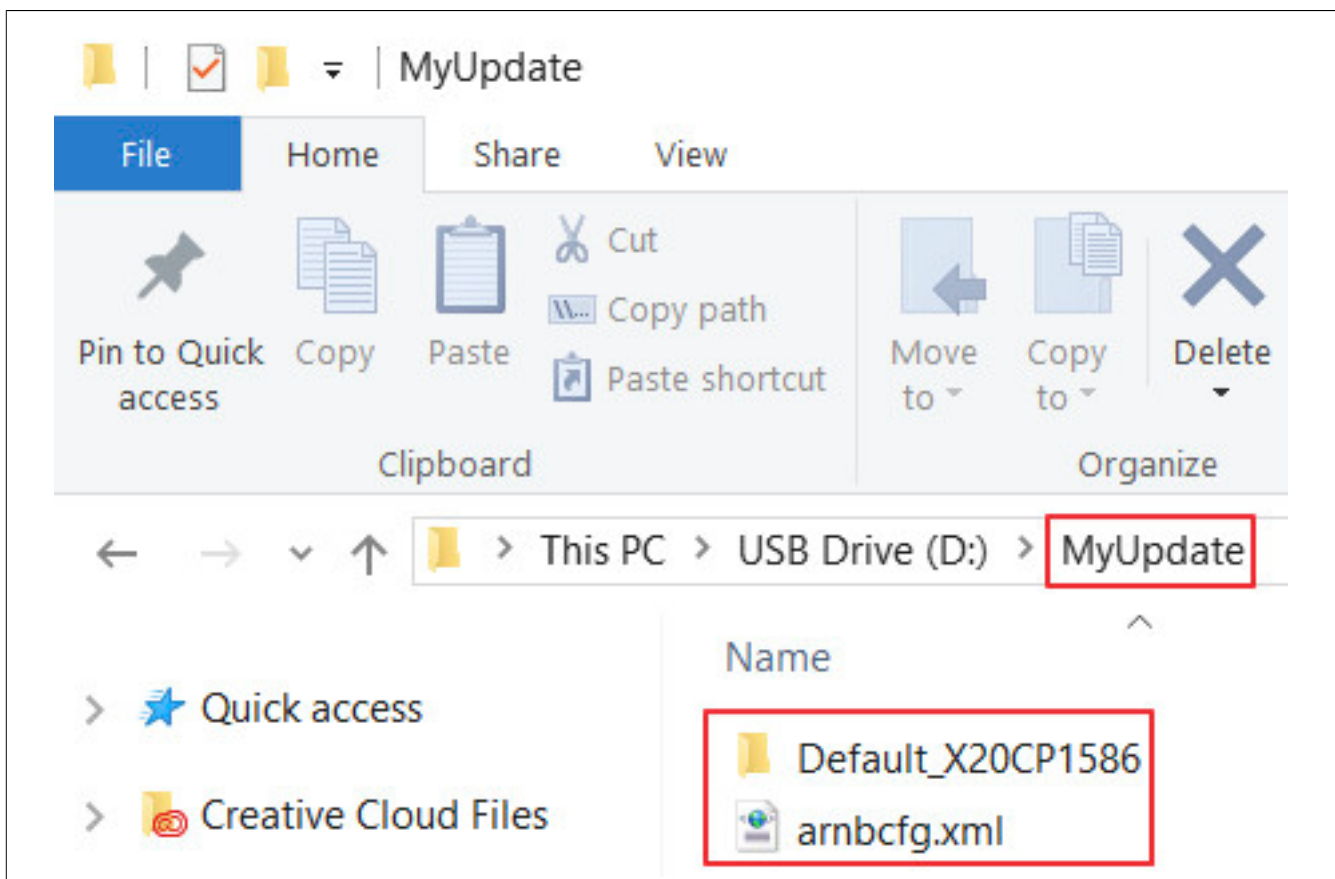 MyUpdate
File Home Share View
Cut
\\... Copy path
Paste shortcut
Pin to Quick access
Copy
Paste
Move to
Copy to
Delete
Clipboard
Organize
This PC > USB Drive (D:) > MyUpdate
Name
Quick access
Default_X20CP1586
Creative Cloud Files
arnbcfg.xml